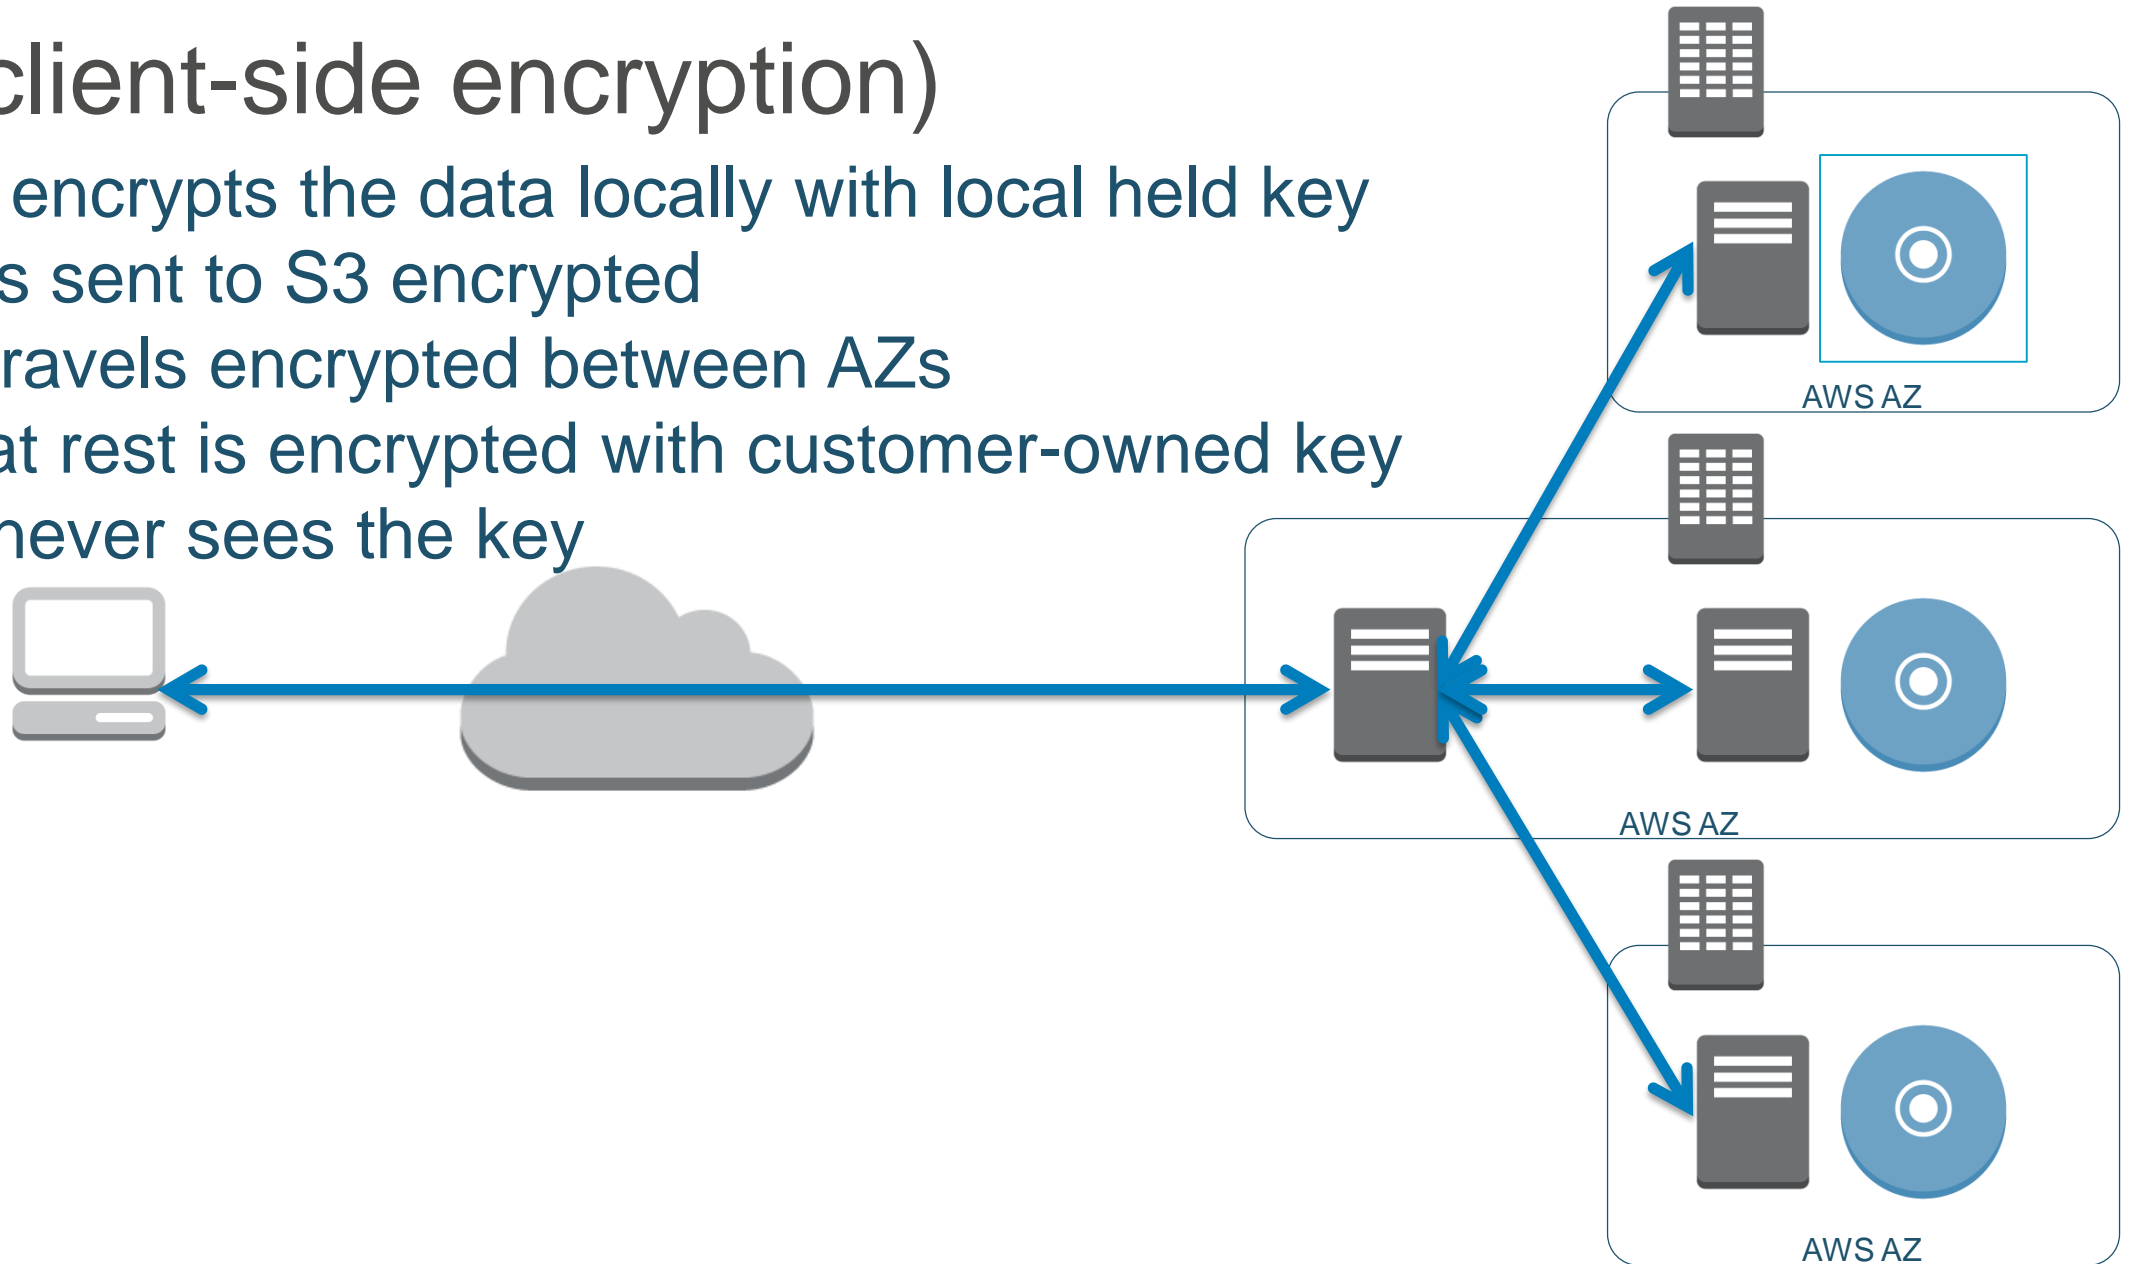 client-side encryption)
encrypts the data locally with local held key
s sent to S3 encrypted
ravels encrypted between AZs
at rest is encrypted with customer-owned key
never sees the key
AWS AZ
AWS AZ
AWS AZ